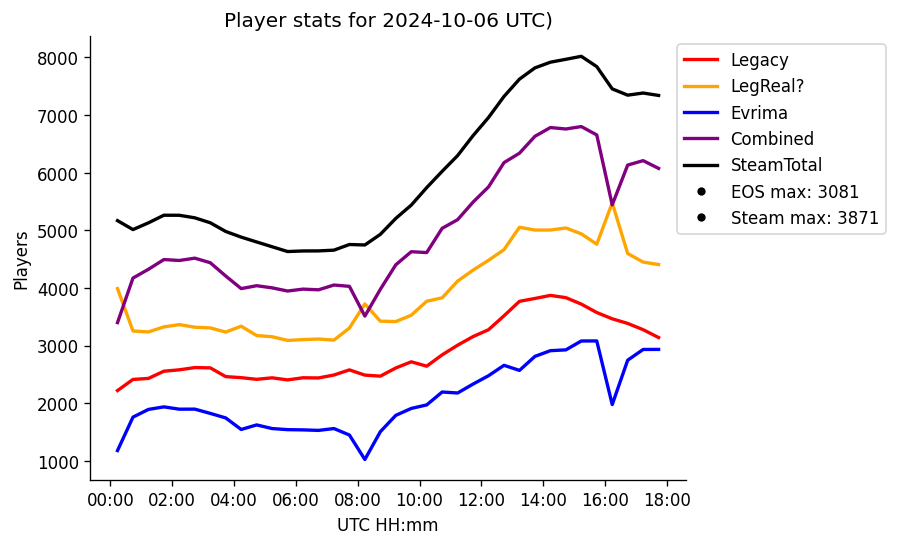 Player stats for 2024-10-06 UTC)
8000
7000
6000
5000
4000
3000
2000
1000
Players
00:00 02:00 04:00 06:00 08:00 10:00 12:00 14:00 16:00 18:00
UTC HH:mm
Legacy
LegReal?
Evrima
Combined
SteamTotal
EOS max: 3081
Steam max: 3871